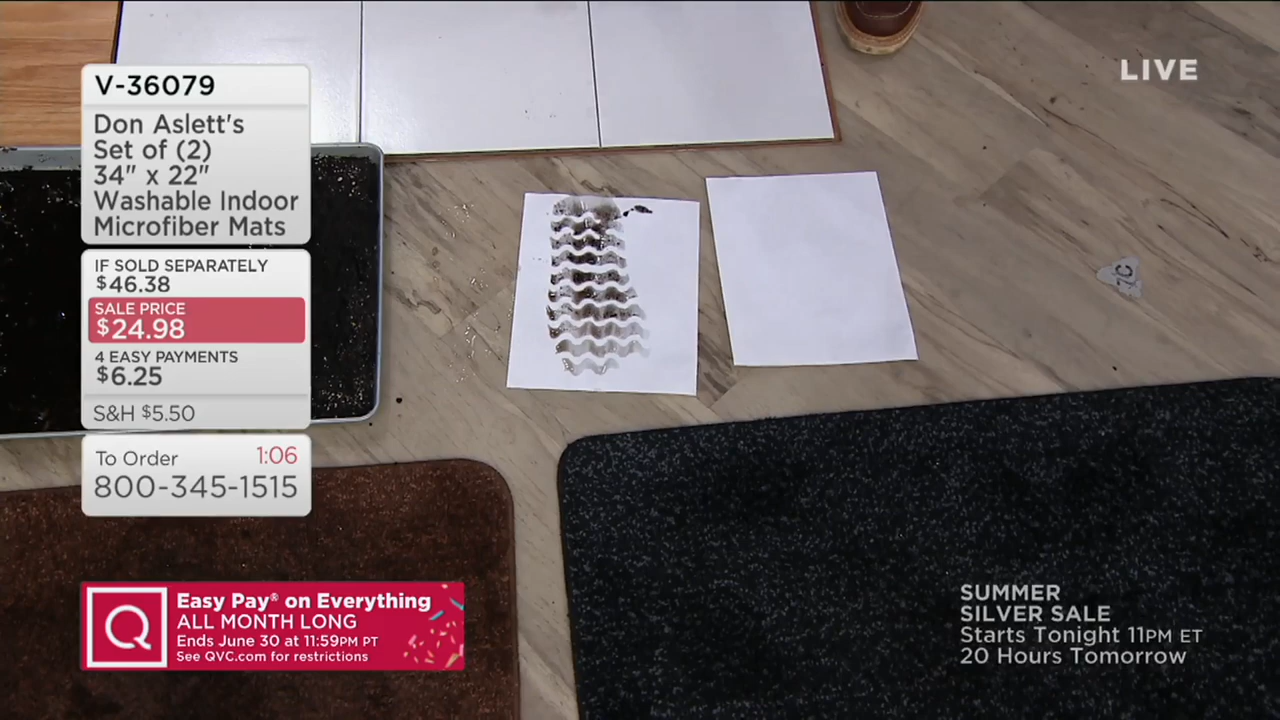 LIVE
V-36079
Don Aslett's
Set of (2)
34" x 22"
Washable Indoor
Microfiber Mats
IF SOLD SEPARATELY
$46.38
SALE PRICE
$24.98
4 EASY PAYMENTS
$6.25
S&H $5.50
To Order 1:06
800-345-1515
Q
Easy Pay® on Everything
ALL MONTH LONG
Ends June 30 at 11:59PM PT
See QVC.com for restrictions
SUMMER
SILVER SALE
Starts Tonight 11PM ET
20 Hours Tomorrow